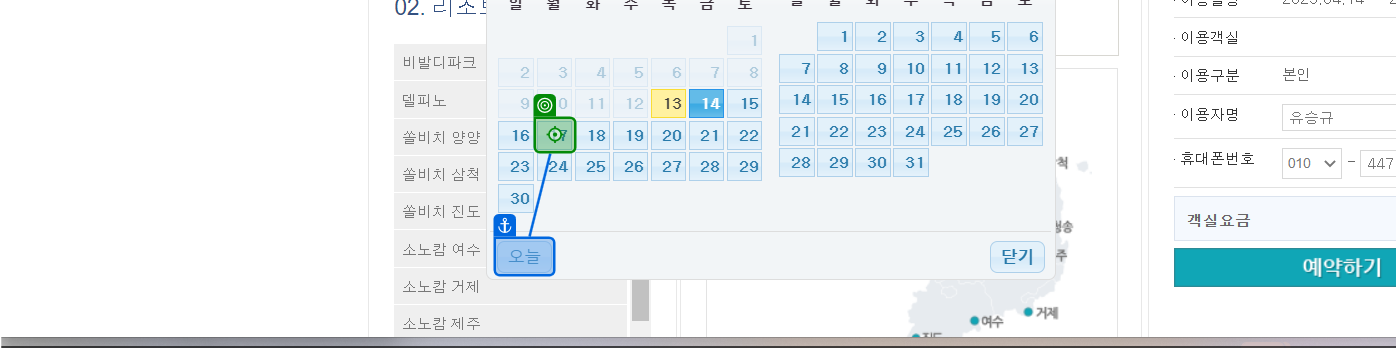 02. 리소
일 월 화 수 목 금 토
일 월 화 수 목 금 토
1
2 3 4 5 6 7 8
9 0 11 12 13 14 15
16 7 18 19 20 21 22
23 24 25 26 27 28 29
30
1 2 3 4 5 6
7 8 9 10 11 12 13
14 15 16 17 18 19 20
21 22 23 24 25 26 27
28 29 30 31
오늘
닫기
비발디파크
델피노
쏠비치 양양
쏠비치 삼척
쏠비치 진도
소노캄 여수
소노캄 거제
소노캄 제주
척
청송
주
거제
여수
진도
· 이용일정 2025.04.14
· 이용객실
· 이용구분 본인
· 이용자명 유승규
· 휴대폰번호 010 - 447
객실요금
예약하기